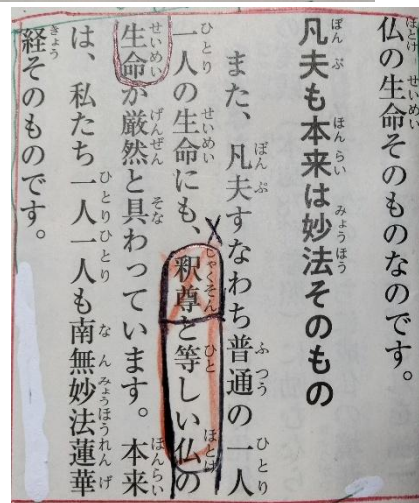 仏の生命そのものなのです。
凡夫も本来は妙法そのもの
また、凡夫すなわち普通の一人
一人の生命にも、釈尊と等しい仏の
生命が厳然と具わっています。本来
は、私たち一人一人も南無妙法蓮華
経そのものです。